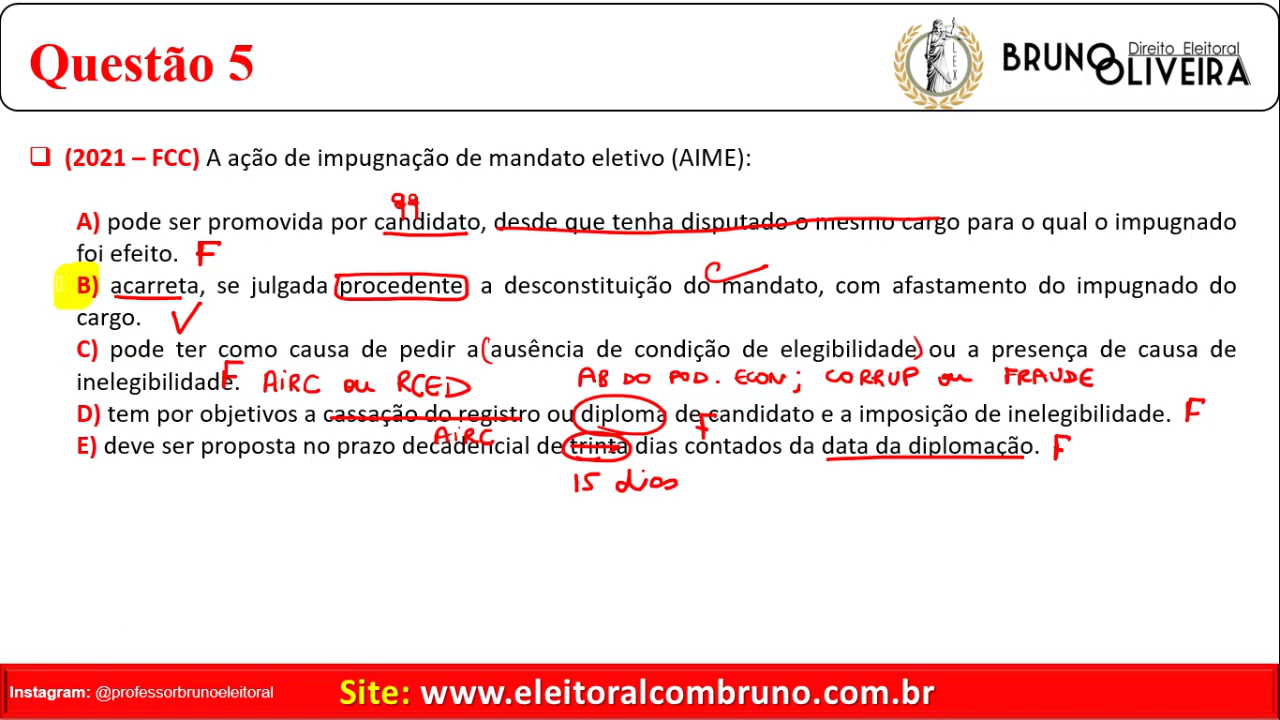 Questão 5
LEX
BRUNO Direito Eleitoral
OLIVEIRA
(2021 – FCC) A ação de impugnação de mandato eletivo (AIME):
qq
A) pode ser promovida por candidato, desde que tenha disputado o mesmo cargo para o qual o impugnado
foi efeito. F
B) acarreta, se julgada procedente a desconstituição do mandato, com afastamento do impugnado do
cargo. V
C) pode ter como causa de pedir a (ausência de condição de elegibilidade) ou a presença de causa de
inelegibilidade. F AiRC ou RCED AB DO POD. ECON; CORRUP ou FRAUDE
D) tem por objetivos a cassação do registro ou diploma de candidato e a imposição de inelegibilidade. F
AiRC F
E) deve ser proposta no prazo decadencial de trinta dias contados da data da diplomação. F
15 dias
Instagram: @professorbrunoeleitoral
Site: www.eleitoralcombruno.com.br